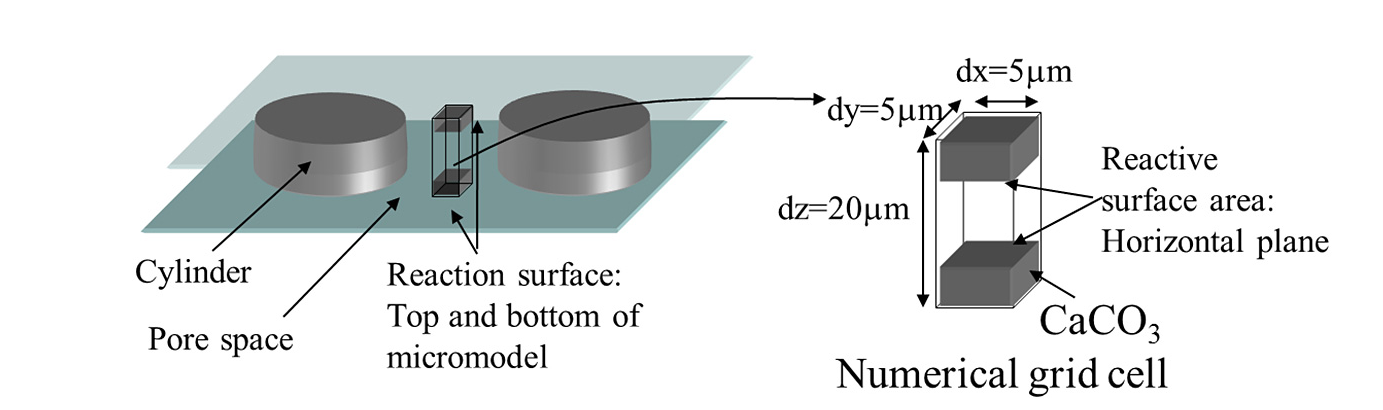 Cylinder
Pore space
Reaction surface:
Top and bottom of
micromodel
dx=5μm
dy=5μm
dz=20μm
Reactive
surface area:
Horizontal plane
CaCO₃
Numerical grid cell